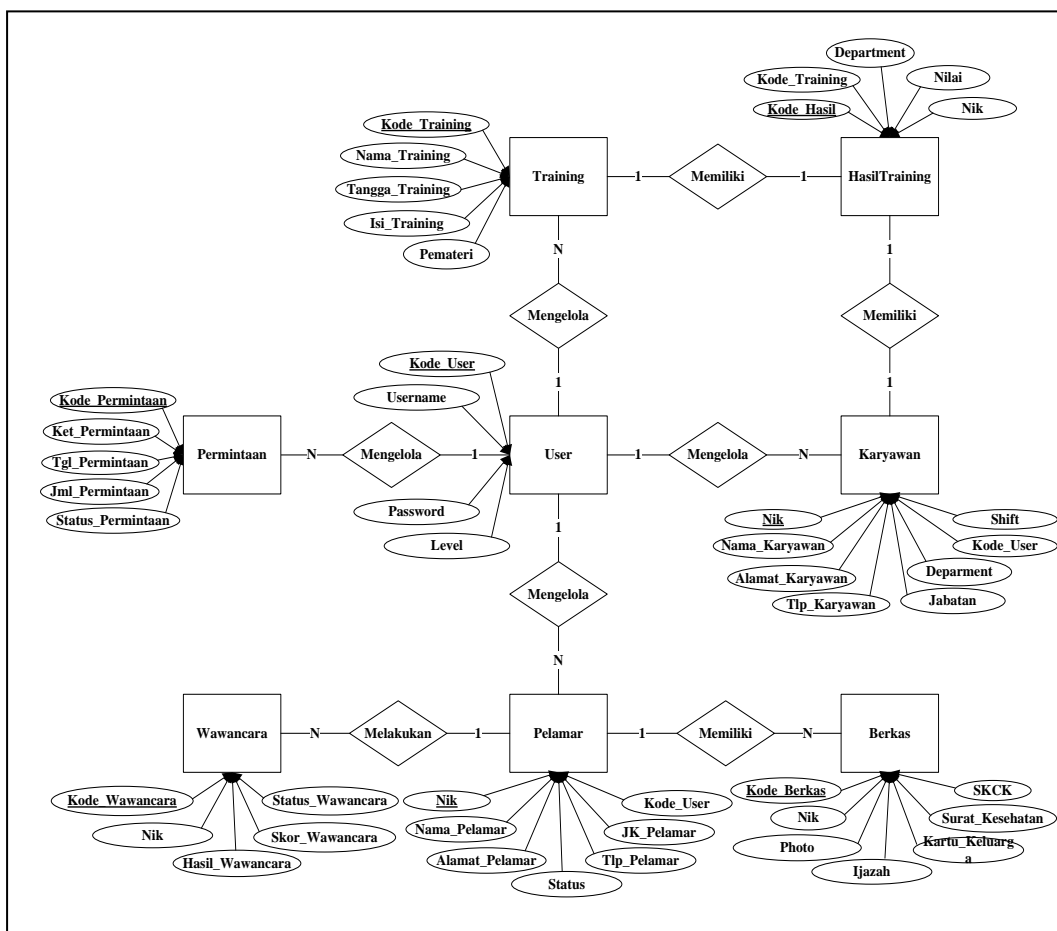 Department
Kode_Training
Nilai
Kode_Hasil
Nik
Kode_Training
Nama_Training
Tangga_Training
Isi_Training
Pemateri
Training
1
Memiliki
1
HasilTraining
N
1
Mengelola
Memiliki
1
1
Kode_User
Username
Password
Level
Kode_Permintaan
Ket_Permintaan
Tgl_Permintaan
Jml_Permintaan
Status_Permintaan
Permintaan
N
Mengelola
1
User
1
Mengelola
N
Karyawan
Nik
Nama_Karyawan
Alamat_Karyawan
Tlp_Karyawan
Shift
Kode_User
Deparment
Jabatan
1
Mengelola
N
Wawancara
N
Melakukan
1
Pelamar
1
Memiliki
N
Berkas
Kode_Wawancara
Nik
Hasil_Wawancara
Status_Wawancara
Skor_Wawancara
Nik
Nama_Pelamar
Alamat_Pelamar
Status
Kode_User
JK_Pelamar
Tlp_Pelamar
Kode_Berkas
Nik
Photo
Ijazah
SKCK
Surat_Kesehatan
Kartu_Keluarg
a